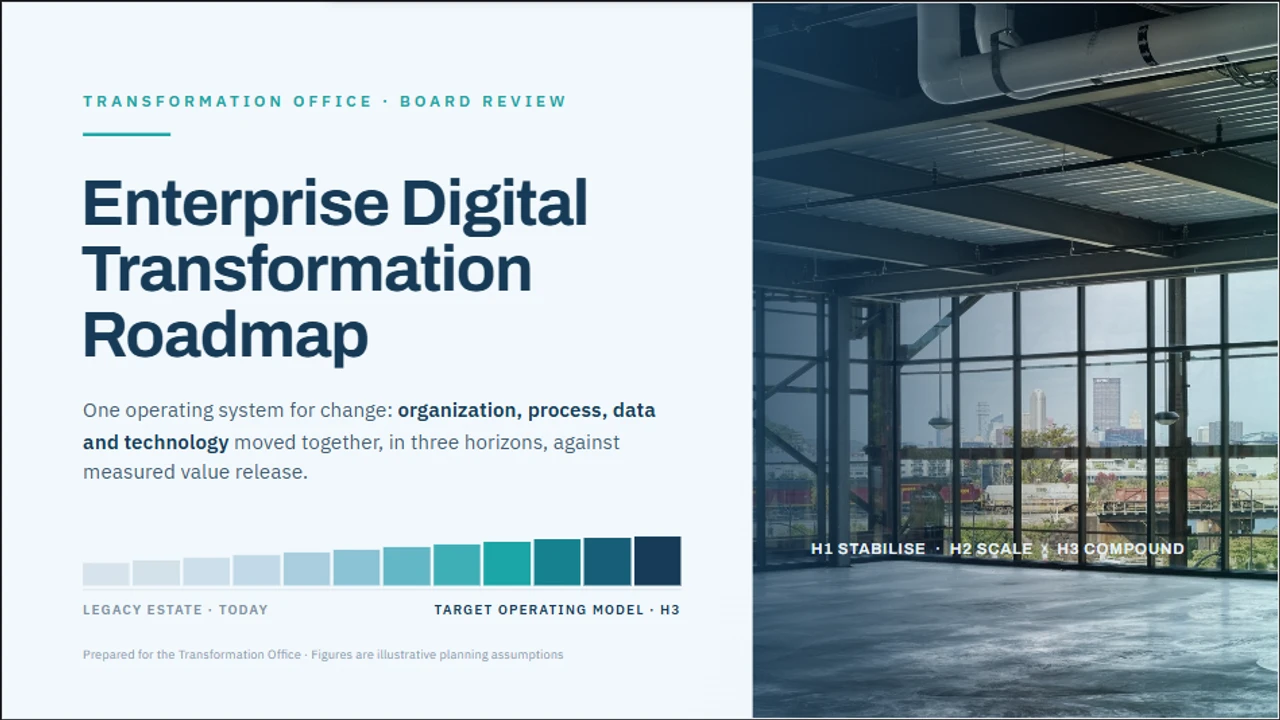 TRANSFORMATION OFFICE · BOARD REVIEW
Enterprise Digital
Transformation
Roadmap
One operating system for change: organization, process, data
and technology moved together, in three horizons, against
measured value release.
H1 STABILISE · H2 SCALE · H3 COMPOUND
LEGACY ESTATE · TODAY
TARGET OPERATING MODEL · H3
Prepared for the Transformation Office · Figures are illustrative planning assumptions